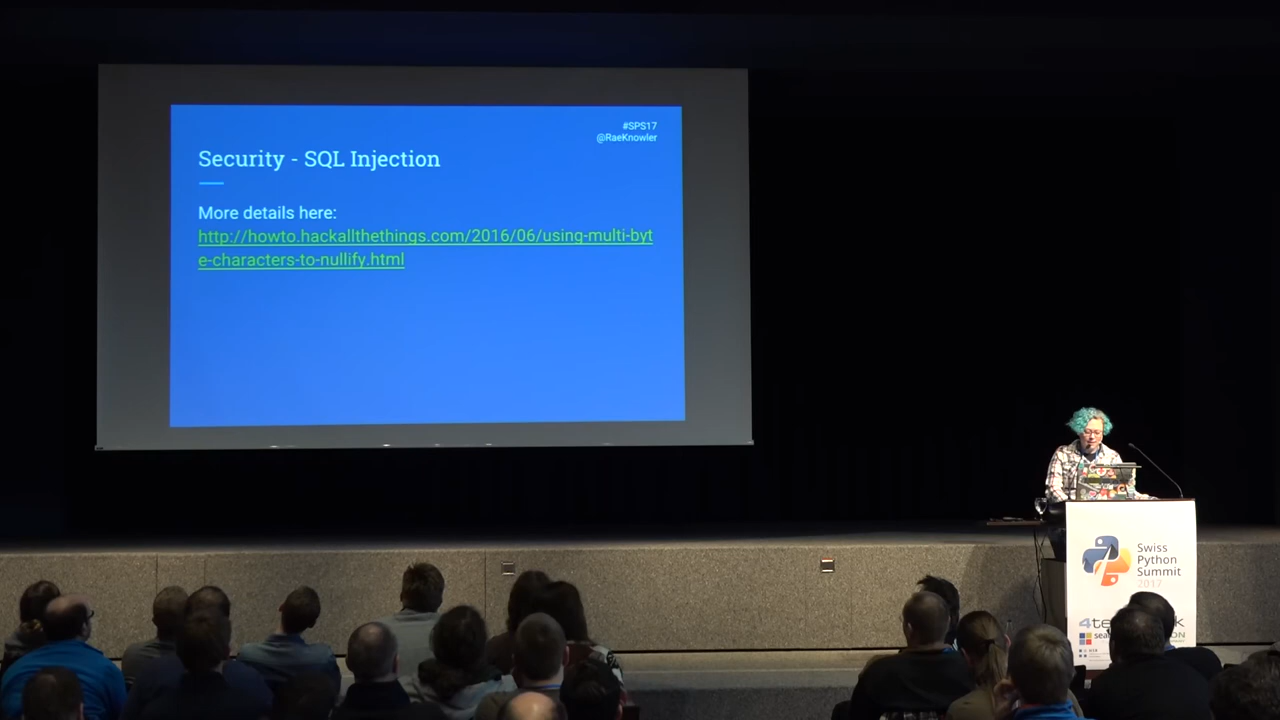 #SPS17
@RaeKnowler
Security - SQL Injection
More details here:
http://howto.hackallthethings.com/2016/06/using-multi-byt
e-characters-to-nullify.html
Swiss
Python
Summit
2017